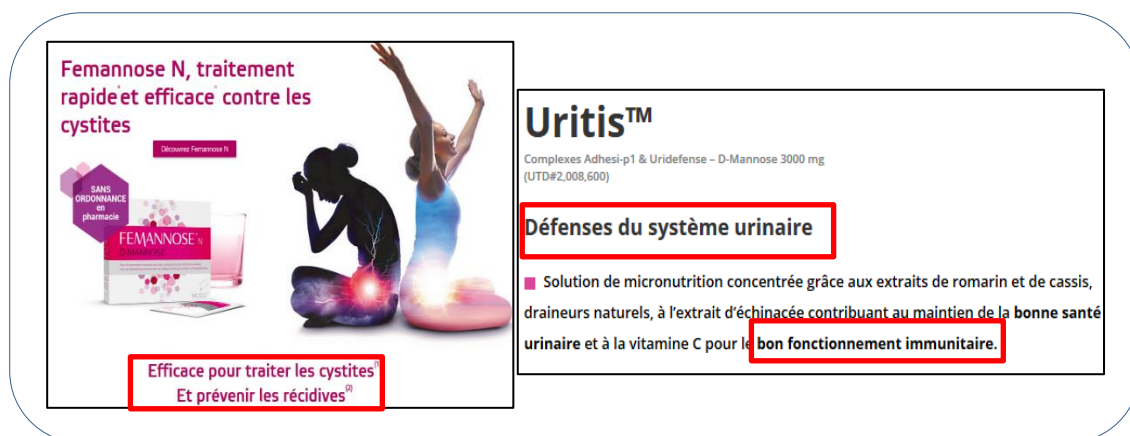 Femannose N, traitement
rapide et efficace contre les
cystites
Découvrez Femannose N
SANS
ORDONNANCE
en
pharmacie
FEMANNOSE N
D-MANNOSE
Efficace pour traiter les cystites(1)
Et prévenir les récidives(2)
Uritis™
Complexes Adhesi-p1 & Uridefense – D-Mannose 3000 mg
(UTD#2,008,600)
Défenses du système urinaire
Solution de micronutrition concentrée grâce aux extraits de romarin et de cassis,
draineurs naturels, à l'extrait d'échinacée contribuant au maintien de la bonne santé
urinaire et à la vitamine C pour le bon fonctionnement immunitaire.